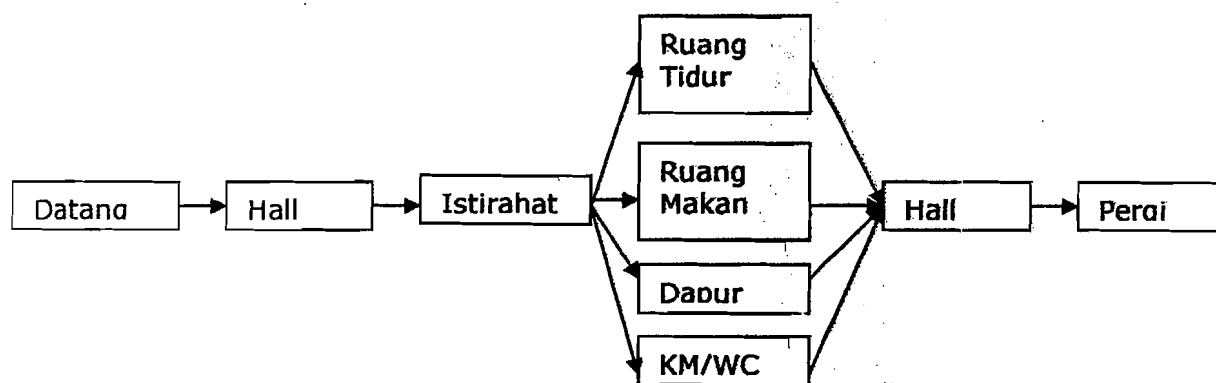 Datang
Hall
Istirahat
Ruang
Tidur
Ruang
Makan
Dapur
KM/WC
Hall
Pergi